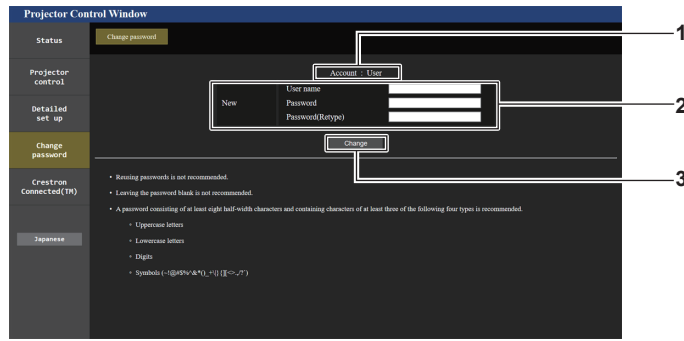 Projector Control Window
Status
Change password
1
Projector
control
Account : User
User name
New
Password
2
Password(Retype)
Detailed
set up
Change
password
Change
3
Crestron
Connected(TM)
• Reusing passwords is not recommended.
• Leaving the password blank is not recommended.
• A password consisting of at least eight half-width characters and containing characters of at least three of the following four types is recommended.
Uppercase letters
Lowercase letters
Digits
Japanese